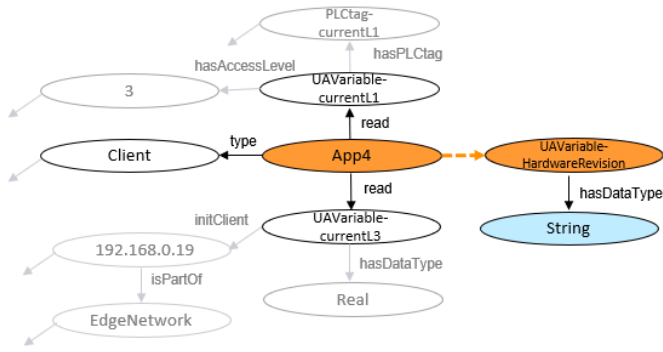 PLCtag-
currentL1
hasPLCtag
hasAccessLevel
3
UAVariable-
currentL1
read
Client
type
App4
UAVariable-
HardwareRevision
read
hasDataType
UAVariable-
currentL3
String
initClient
192.168.0.19
hasDataType
isPartOf
Real
EdgeNetwork